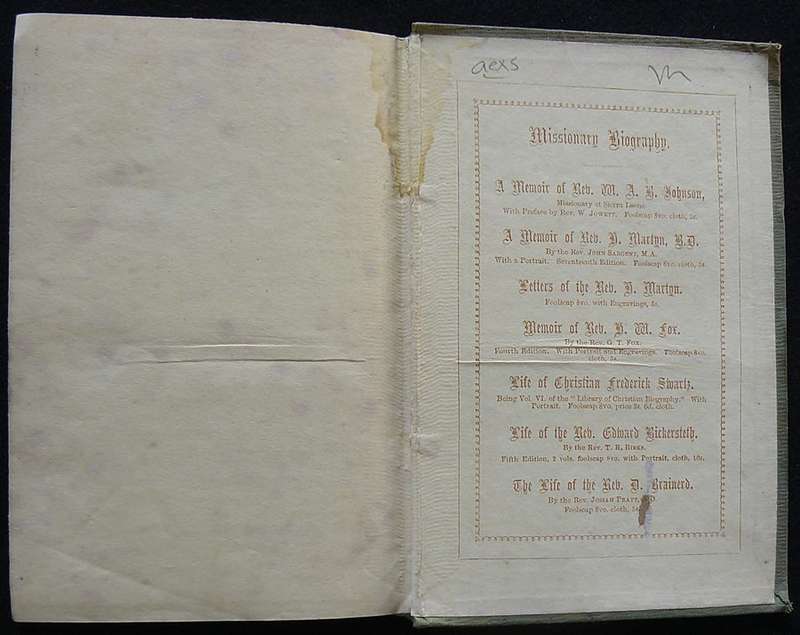 aexs
Missionary Biography.
A Memoir of Rev. W. A. B. Johnson,
Missionary at Sierra Leone.
With Preface by Rev. W. Jowett. Foolscap 8vo. cloth, 5s.
A Memoir of Rev. H. Martyn, B.D.
By the Rev. John Sargent, M.A.
With a Portrait. Seventeenth Edition. Foolscap 8vo. cloth, 5s.
Letters of the Rev. H. Martyn.
Foolscap 8vo. with Engravings, 5s.
Memoir of Rev. H. W. Fox.
By the Rev. G. T. Fox.
Fourth Edition. With Portrait and Engravings. Foolscap 8vo.
cloth, 5s.
Life of Christian Frederick Swartz.
Being Vol. VI. of the "Library of Christian Biography." With
Portrait. Foolscap 8vo. price 3s. 6d. cloth.
Life of the Rev. Edward Bickersteth.
By the Rev. T. R. Birks.
Fifth Edition, 2 vols. foolscap 8vo. with Portrait, cloth, 10s.
The Life of the Rev. D. Brainerd.
By the Rev. Josiah Pratt,
Foolscap 8vo. cloth,